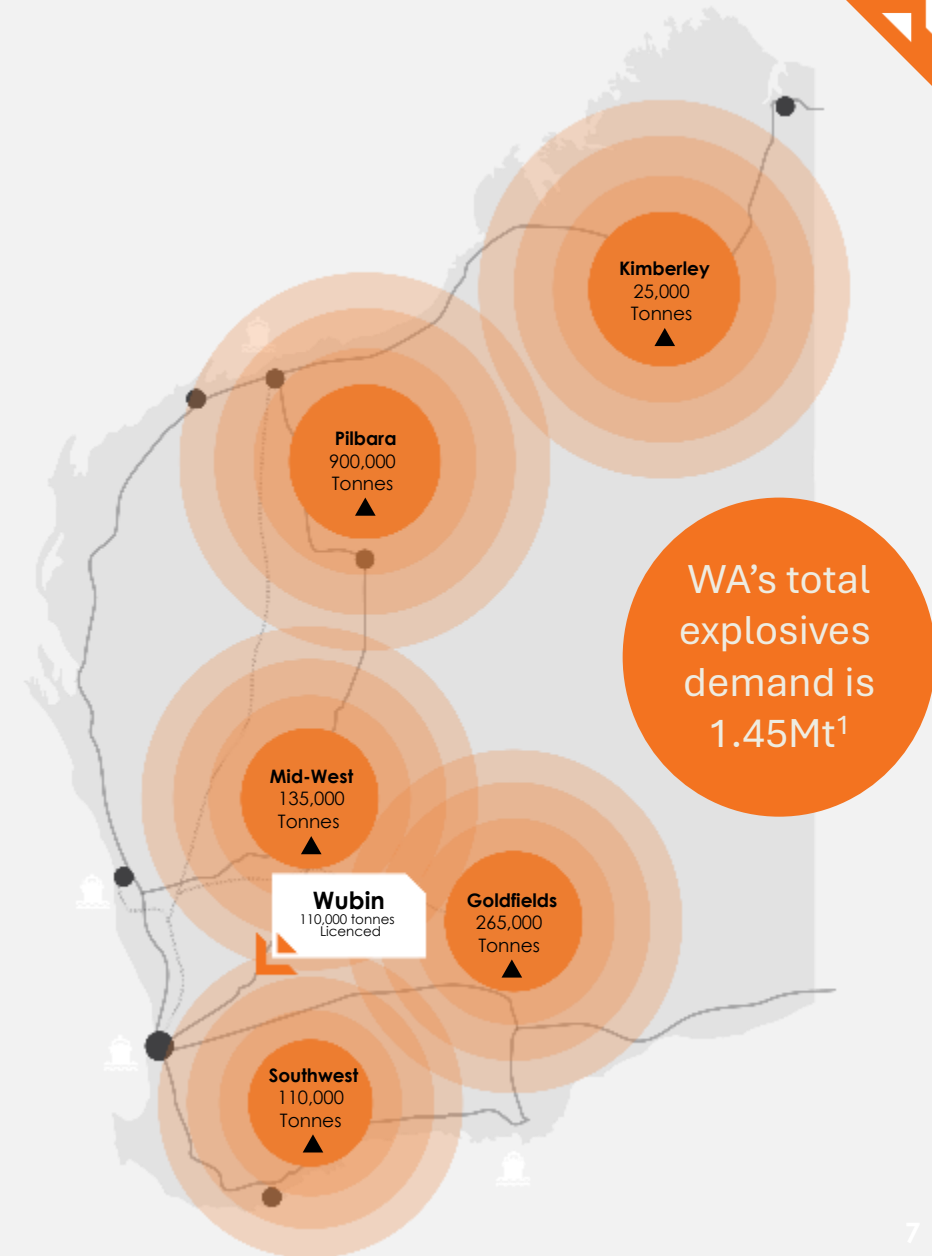 Kimberley
25,000
Tonnes
Pilbara
900,000
Tonnes
WA's total
explosives
demand is
1.45Mt¹
Mid-West
135,000
Tonnes
Wubin
110,000 tonnes
Licenced
Goldfields
265,000
Tonnes
Southwest
110,000
Tonnes
7